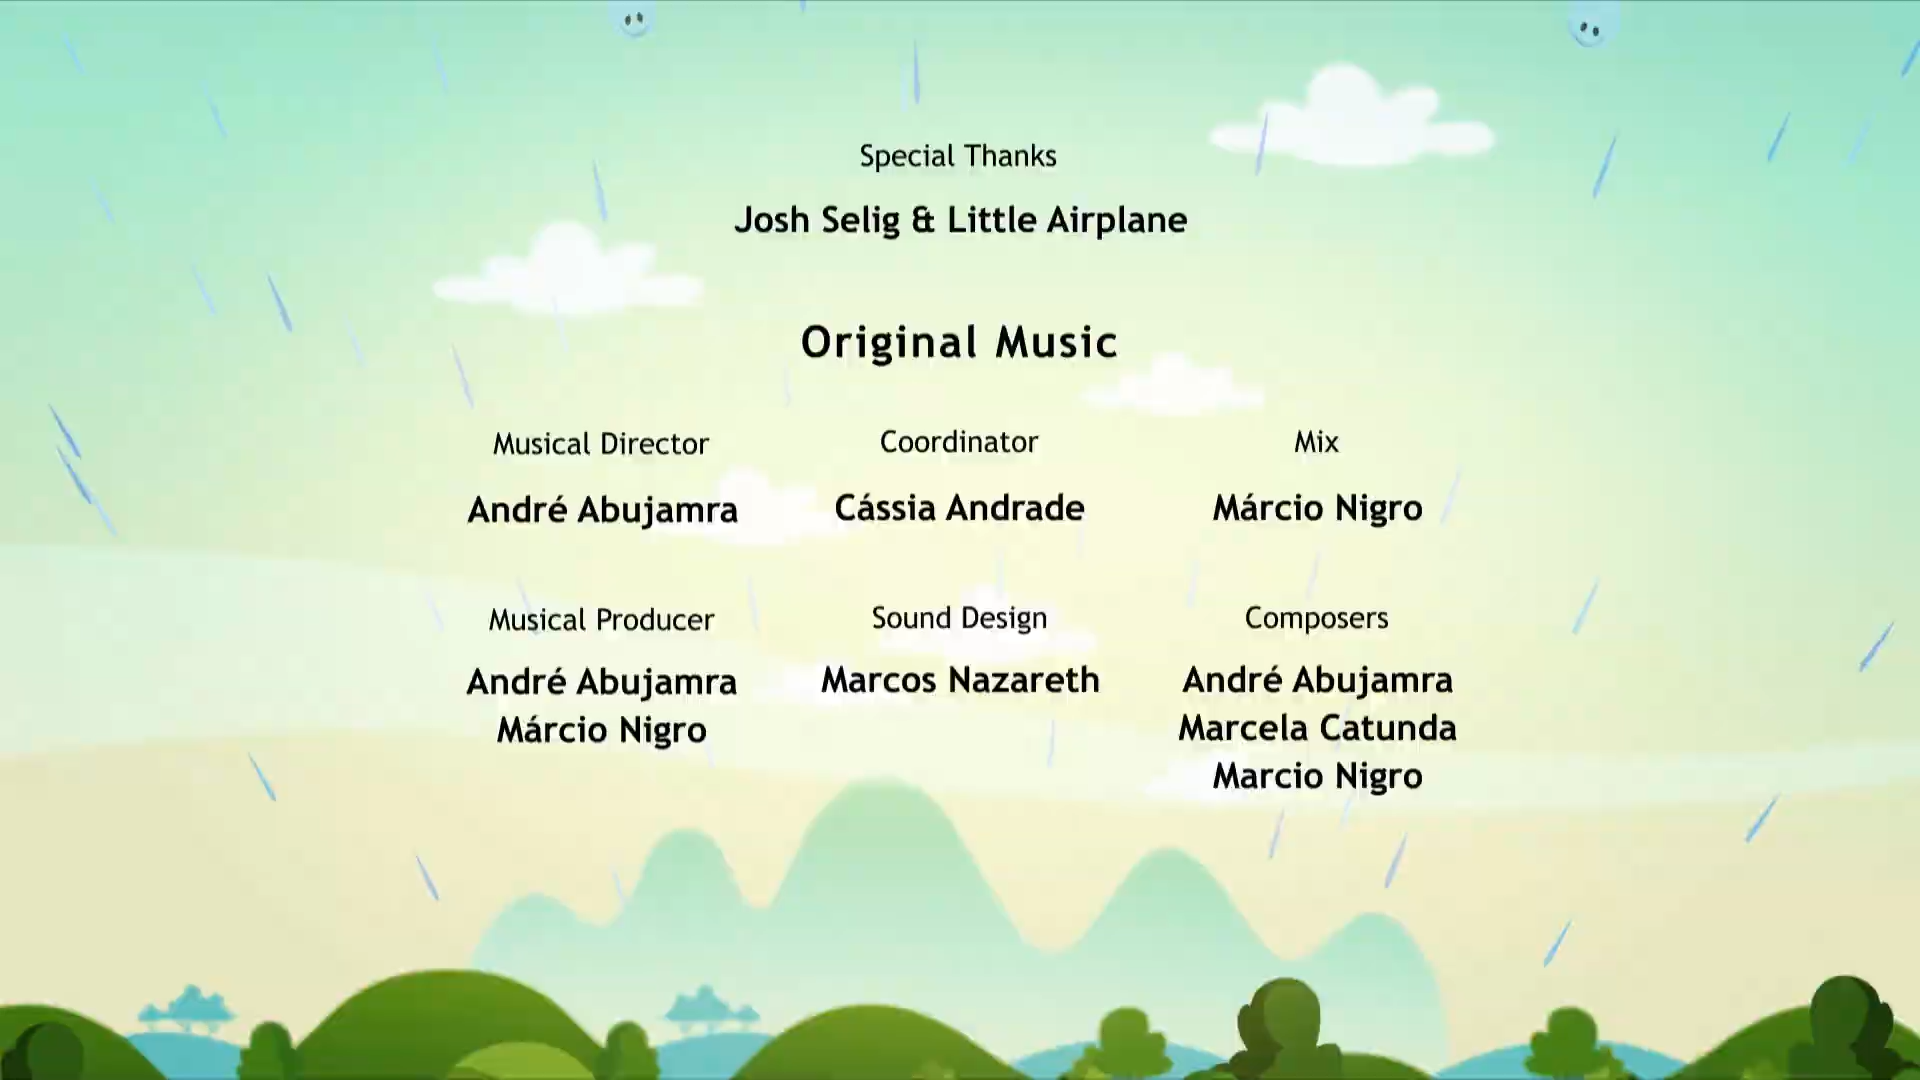 Special Thanks
Josh Selig & Little Airplane
Original Music
Musical Director
André Abujamra
Coordinator
Cássia Andrade
Mix
Márcio Nigro
Musical Producer
André Abujamra
Márcio Nigro
Sound Design
Marcos Nazareth
Composers
André Abujamra
Marcela Catunda
Marcio Nigro